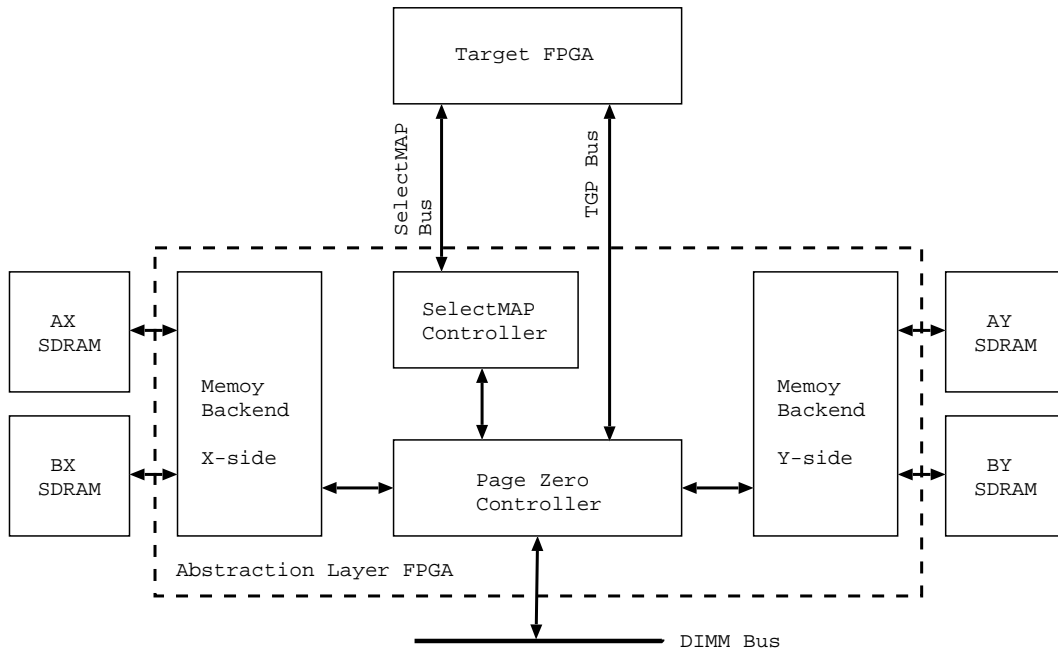 Target FPGA
SelectMAP
Bus
TGP Bus
AX
SDRAM
BX
SDRAM
Memoy
Backend
X-side
SelectMAP
Controller
Page Zero
Controller
Memoy
Backend
Y-side
AY
SDRAM
BY
SDRAM
Abstraction Layer FPGA
DIMM Bus